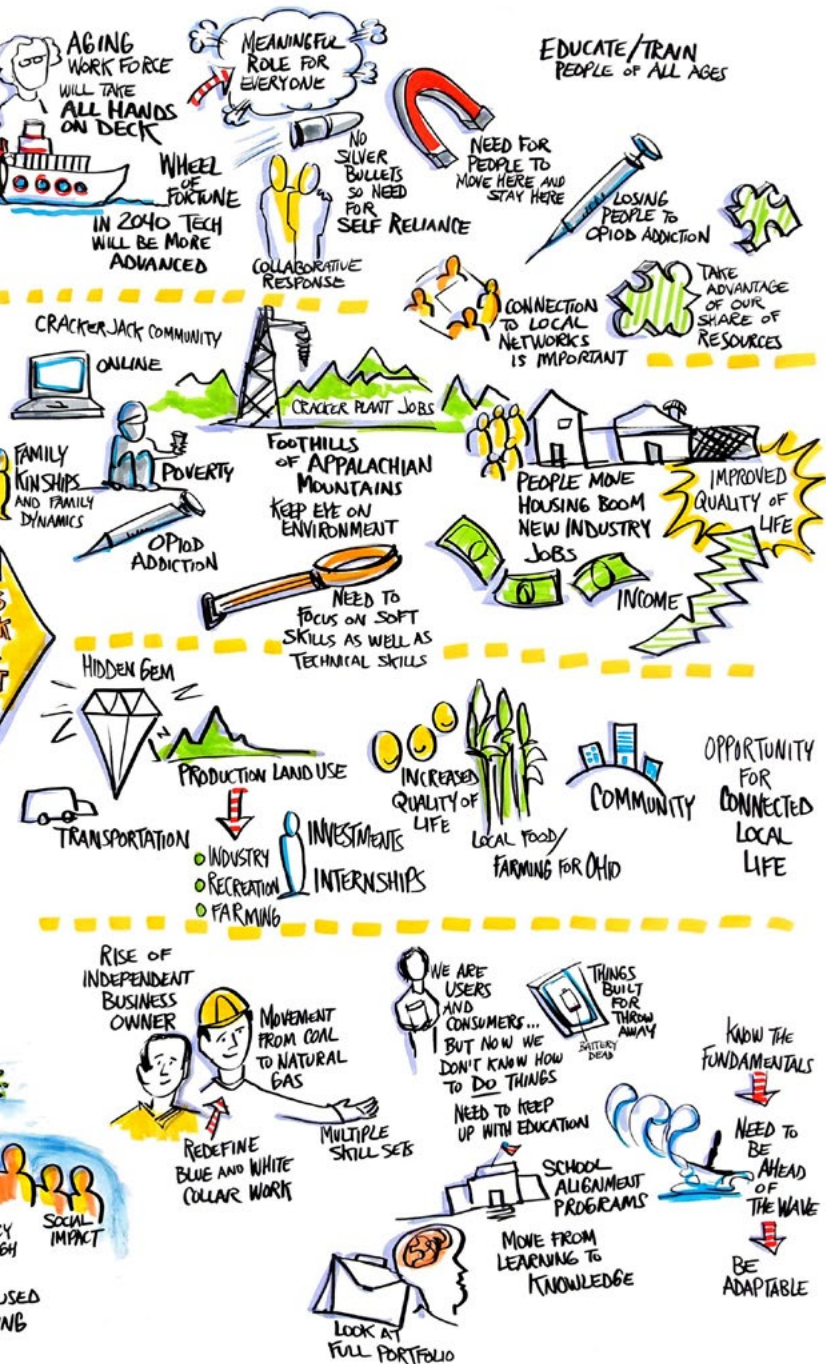 AGING
WORK FORCE
WILL TAKE
ALL HANDS
ON DECK
MEANINGFUL
ROLE FOR
EVERYONE
EDUCATE/TRAIN
PEOPLE OF ALL AGES
WHEEL
OF
FORTUNE
IN 2040 TECH
WILL BE MORE
ADVANCED
NO
SILVER
BULLETS
SO NEED
FOR
SELF RELIANCE
COLLABORATIVE
RESPONSE
NEED FOR
PEOPLE TO
MOVE HERE AND
STAY HERE
LOSING
PEOPLE TO
OPIOD ADDICTION
CONNECTION
TO LOCAL
NETWORKS
IS IMPORTANT
TAKE
ADVANTAGE
OF OUR
SHARE OF
RESOURCES
CRACKERJACK COMMUNITY
ONLINE
CRACKER PLANT JOBS
FAMILY
KINSHIPS
AND FAMILY
DYNAMICS
POVERTY
OPIOD
ADDICTION
FOOTHILLS
OF APPALACHIAN
MOUNTAINS
KEEP EYE ON
ENVIRONMENT
NEED TO
FOCUS ON SOFT
SKILLS AS WELL AS
TECHNICAL SKILLS
PEOPLE MOVE
HOUSING BOOM
NEW INDUSTRY
JOBS
INCOME
IMPROVED
QUALITY OF
LIFE
HIDDEN GEM
PRODUCTION LAND USE
TRANSPORTATION
INDUSTRY
RECREATION
FARMING
INVESTMENTS
INTERNSHIPS
INCREASED
QUALITY OF
LIFE
LOCAL FOOD/
FARMING FOR OHIO
COMMUNITY
OPPORTUNITY
FOR
CONNECTED
LOCAL
LIFE
RISE OF
INDEPENDENT
BUSINESS
OWNER
MOVEMENT
FROM COAL
TO NATURAL
GAS
REDEFINE
BLUE AND WHITE
COLLAR WORK
MULTIPLE
SKILL SETS
WE ARE
USERS
AND
CONSUMERS...
BUT NOW WE
DON'T KNOW HOW
TO DO THINGS
NEED TO KEEP
UP WITH EDUCATION
THINGS
BUILT
FOR
THROW
AWAY
BATTERY
DEAD
KNOW THE
FUNDAMENTALS
NEED TO
BE
AHEAD
OF
THE WAVE
BE
ADAPTABLE
SCHOOL
ALIGNMENT
PROGRAMS
MOVE FROM
LEARNING TO
KNOWLEDGE
LOOK AT
FULL PORTFOLIO
SOCIAL
IMPACT